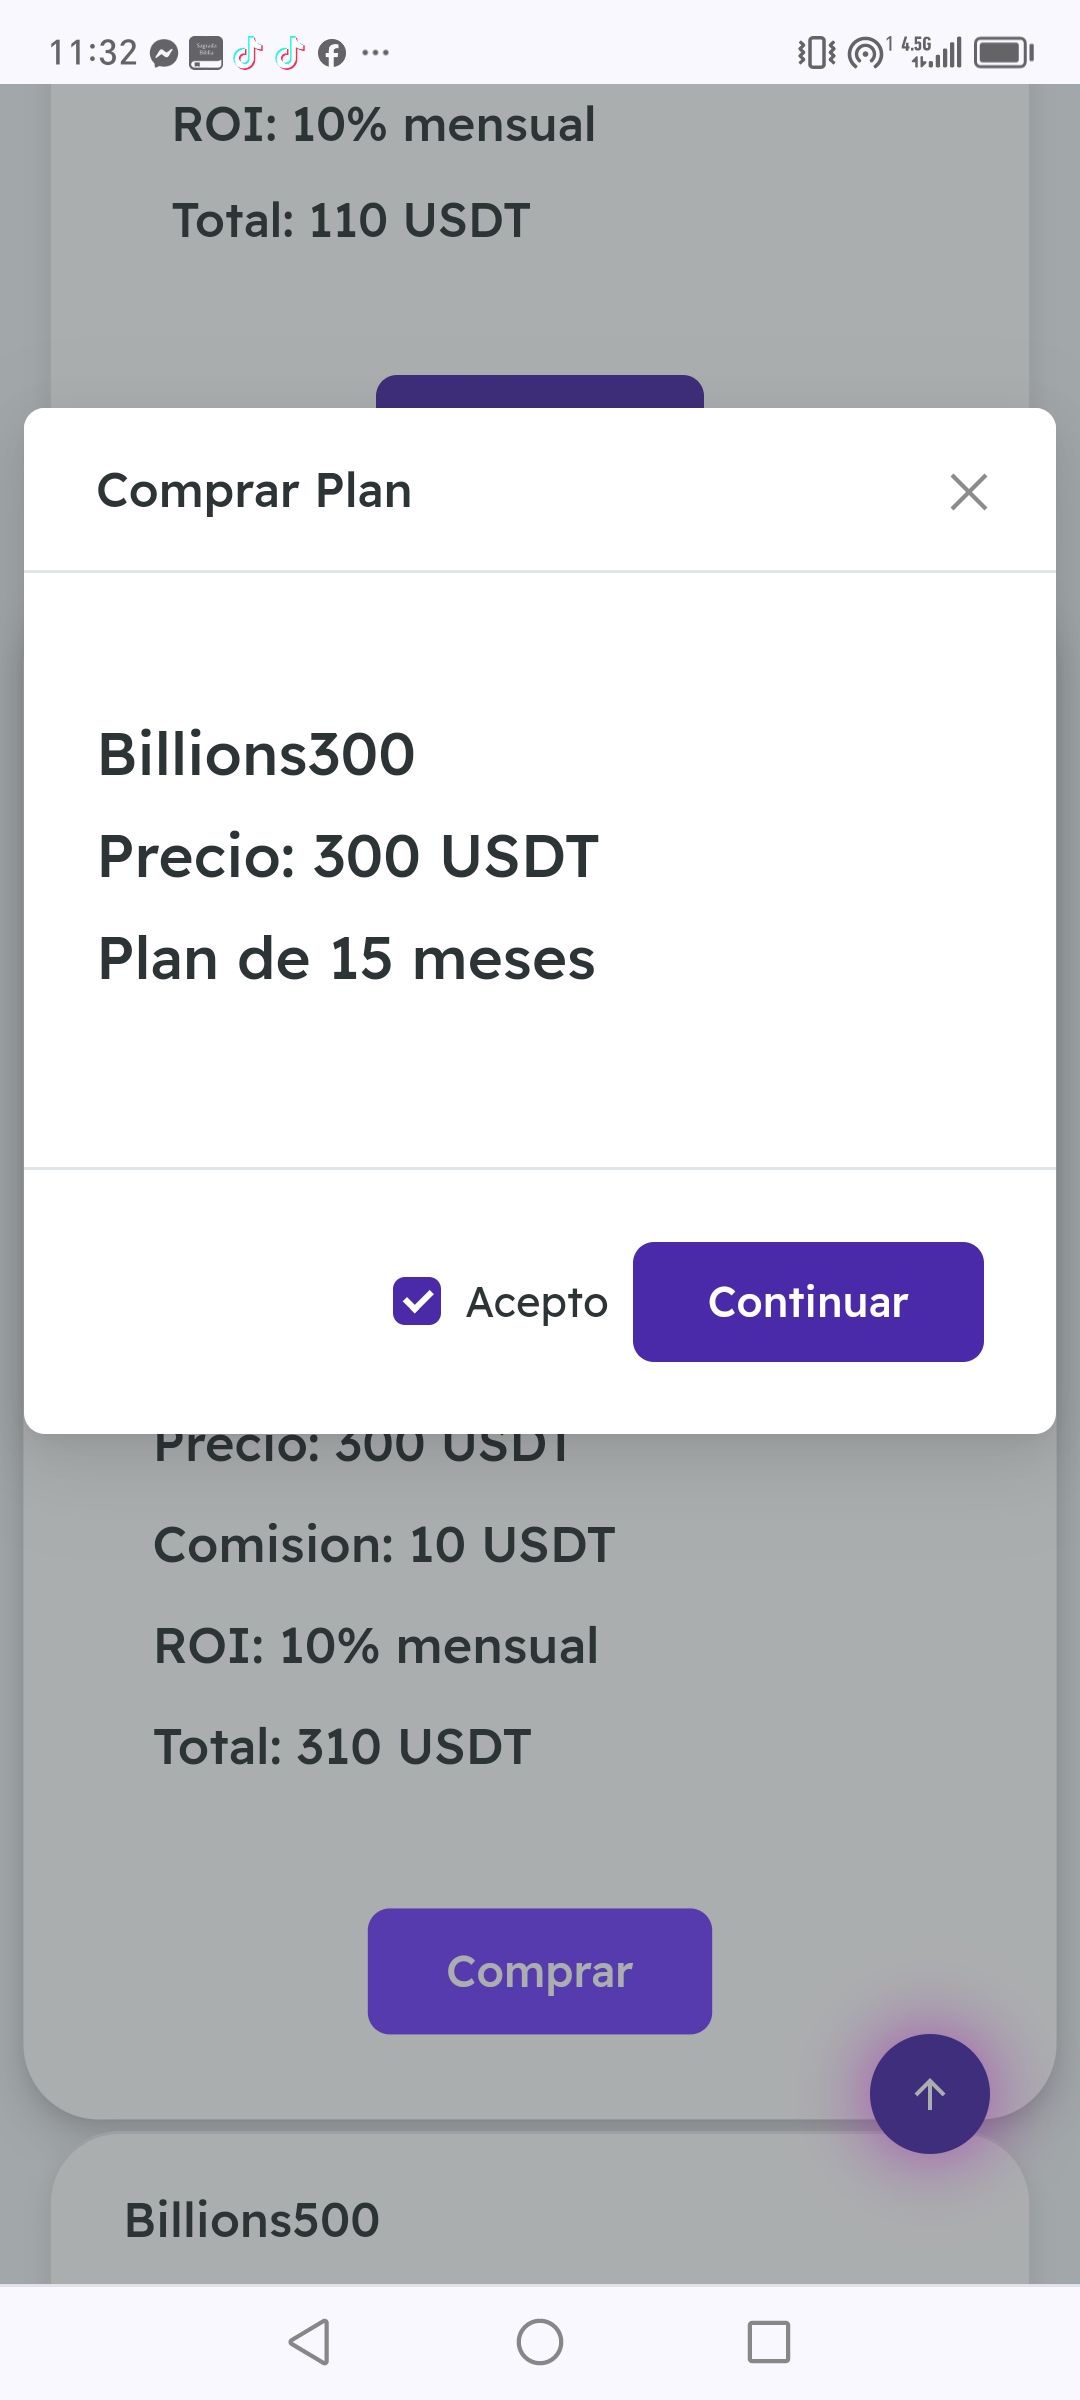 11:32
1 4.5G
ROI: 10% mensual
Total: 110 USDT
Comprar Plan
Billions300
Precio: 300 USDT
Plan de 15 meses
Acepto
Continuar
Precio: 300 USDT
Comision: 10 USDT
ROI: 10% mensual
Total: 310 USDT
Comprar
Billions500